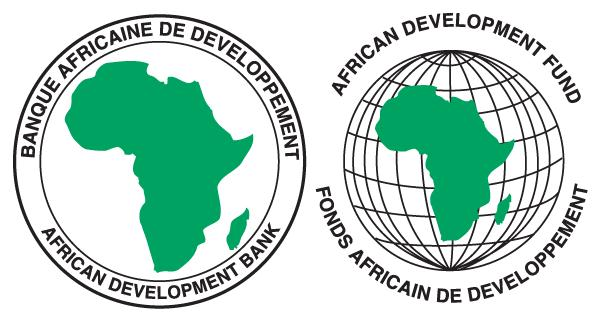 BANQUE AFRICAINE DE DEVELOPPEMENT
AFRICAN DEVELOPMENT BANK
AFRICAN DEVELOPMENT FUND
FONDS AFRICAIN DE DEVELOPPEMENT